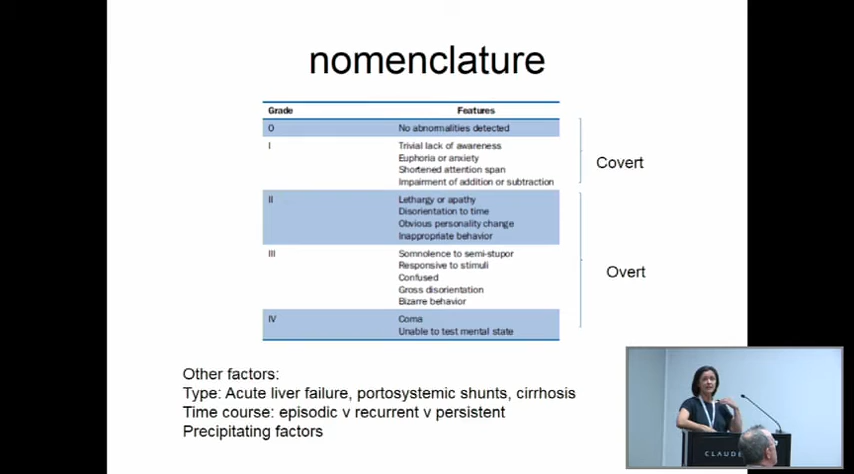 nomenclature
Grade Features
0 No abnormalities detected
I Trivial lack of awareness
Euphoria or anxiety
Shortened attention span
Impairment of addition or subtraction
Covert
II Lethargy or apathy
Disorientation to time
Obvious personality change
Inappropriate behavior
III Somnolence to semi-stupor
Responsive to stimuli
Confused
Gross disorientation
Bizarre behavior
Overt
IV Coma
Unable to test mental state
Other factors:
Type: Acute liver failure, portosystemic shunts, cirrhosis
Time course: episodic v recurrent v persistent
Precipitating factors
CLAUDE